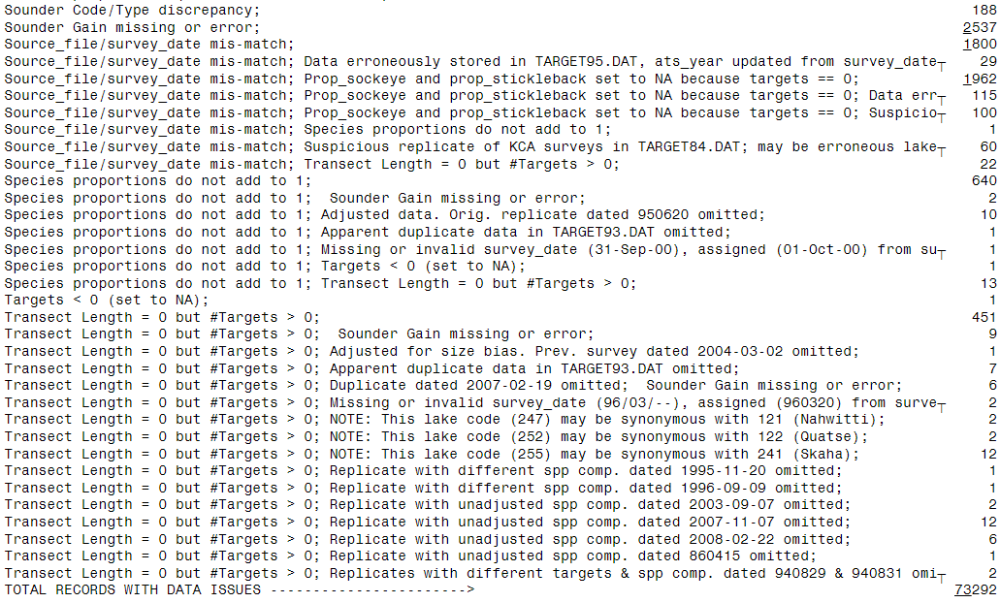 Sounder Code/Type discrepancy; 188
Sounder Gain missing or error; 2537
Source_file/survey_date mis-match; 1800
Source_file/survey_date mis-match; Data erroneously stored in TARGET95.DAT, ats_year updated from survey_date┬ 29
Source_file/survey_date mis-match; Prop_sockeye and prop_stickleback set to NA because targets == 0; 1962
Source_file/survey_date mis-match; Prop_sockeye and prop_stickleback set to NA because targets == 0; Data err┬ 115
Source_file/survey_date mis-match; Prop_sockeye and prop_stickleback set to NA because targets == 0; Suspicio┬ 100
Source_file/survey_date mis-match; Species proportions do not add to 1; 1
Source_file/survey_date mis-match; Suspicious replicate of KCA surveys in TARGET84.DAT; may be erroneous lake┬ 60
Source_file/survey_date mis-match; Transect Length = 0 but #Targets > 0; 22
Species proportions do not add to 1; 640
Species proportions do not add to 1;  Sounder Gain missing or error; 2
Species proportions do not add to 1; Adjusted data. Orig. replicate dated 950620 omitted; 10
Species proportions do not add to 1; Apparent duplicate data in TARGET93.DAT omitted; 1
Species proportions do not add to 1; Missing or invalid survey_date (31-Sep-00), assigned (01-Oct-00) from su┬ 1
Species proportions do not add to 1; Targets < 0 (set to NA); 1
Species proportions do not add to 1; Transect Length = 0 but #Targets > 0; 13
Targets < 0 (set to NA); 1
Transect Length = 0 but #Targets > 0; 451
Transect Length = 0 but #Targets > 0;  Sounder Gain missing or error; 9
Transect Length = 0 but #Targets > 0; Adjusted for size bias. Prev. survey dated 2004-03-02 omitted; 1
Transect Length = 0 but #Targets > 0; Apparent duplicate data in TARGET93.DAT omitted; 7
Transect Length = 0 but #Targets > 0; Duplicate dated 2007-02-19 omitted;  Sounder Gain missing or error; 6
Transect Length = 0 but #Targets > 0; Missing or invalid survey_date (96/03/--), assigned (960320) from surve┬ 2
Transect Length = 0 but #Targets > 0; NOTE: This lake code (247) may be synonymous with 121 (Nahwitti); 2
Transect Length = 0 but #Targets > 0; NOTE: This lake code (252) may be synonymous with 122 (Quatse); 2
Transect Length = 0 but #Targets > 0; NOTE: This lake code (255) may be synonymous with 241 (Skaha); 12
Transect Length = 0 but #Targets > 0; Replicate with different spp comp. dated 1995-11-20 omitted; 1
Transect Length = 0 but #Targets > 0; Replicate with different spp comp. dated 1996-09-09 omitted; 1
Transect Length = 0 but #Targets > 0; Replicate with unadjusted spp comp. dated 2003-09-07 omitted; 2
Transect Length = 0 but #Targets > 0; Replicate with unadjusted spp comp. dated 2007-11-07 omitted; 12
Transect Length = 0 but #Targets > 0; Replicate with unadjusted spp comp. dated 2008-02-22 omitted; 6
Transect Length = 0 but #Targets > 0; Replicate with unadjusted spp comp. dated 860415 omitted; 1
Transect Length = 0 but #Targets > 0; Replicates with different targets & spp comp. dated 940829 & 940831 omi┬ 2
TOTAL RECORDS WITH DATA ISSUES -----------------------> 73292